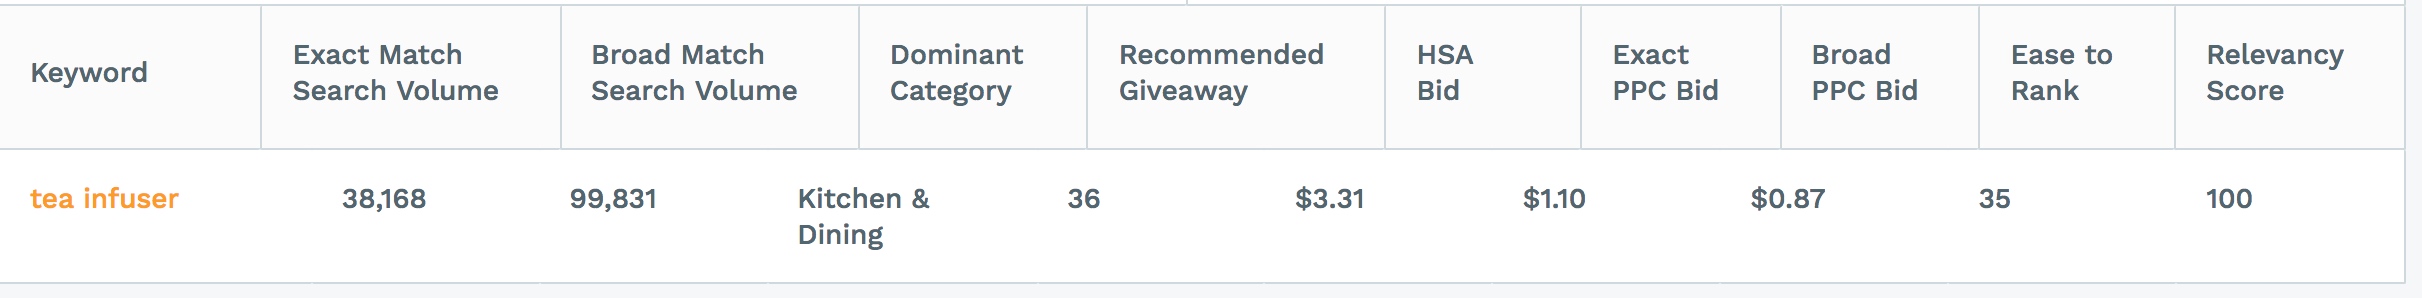 Keyword
Exact Match
Search Volume
Broad Match
Search Volume
Dominant
Category
Recommended
Giveaway
HSA
Bid
Exact
PPC Bid
Broad
PPC Bid
Ease to
Rank
Relevancy
Score
tea infuser
38,168
99,831
Kitchen &
Dining
36
$3.31
$1.10
$0.87
35
100